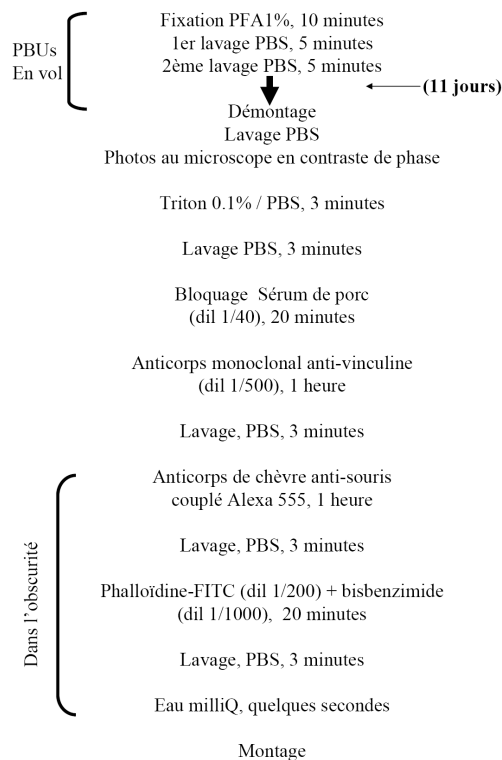 PBUs
En vol
Fixation PFA1%, 10 minutes
1er lavage PBS, 5 minutes
2ème lavage PBS, 5 minutes
(11 jours)
Démontage
Lavage PBS
Photos au microscope en contraste de phase
Triton 0.1% / PBS, 3 minutes
Lavage PBS, 3 minutes
Bloquage Sérum de porc
(dil 1/40), 20 minutes
Anticorps monoclonal anti-vinculine
(dil 1/500), 1 heure
Lavage, PBS, 3 minutes
Dans l’obscurité
Anticorps de chèvre anti-souris
couplé Alexa 555, 1 heure
Lavage, PBS, 3 minutes
Phalloïdine-FITC (dil 1/200) + bisbenzimide
(dil 1/1000), 20 minutes
Lavage, PBS, 3 minutes
Eau milliQ, quelques secondes
Montage